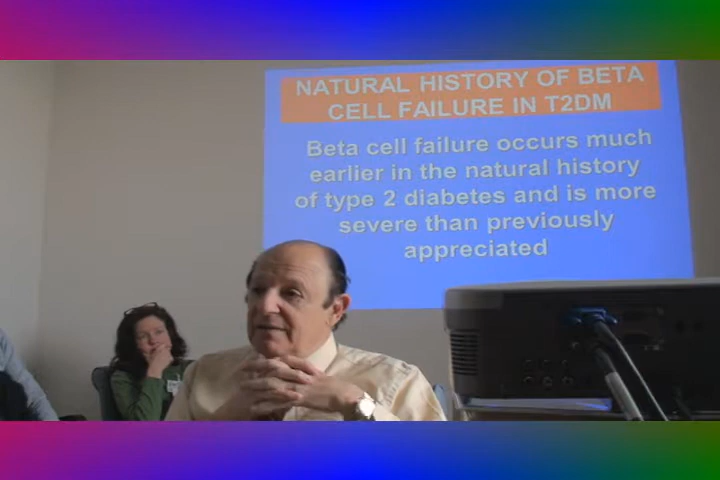 NATURAL HISTORY OF BETA
CELL FAILURE IN T2DM
Beta cell failure occurs much
earlier in the natural history
of type 2 diabetes and is more
severe than previously
appreciated